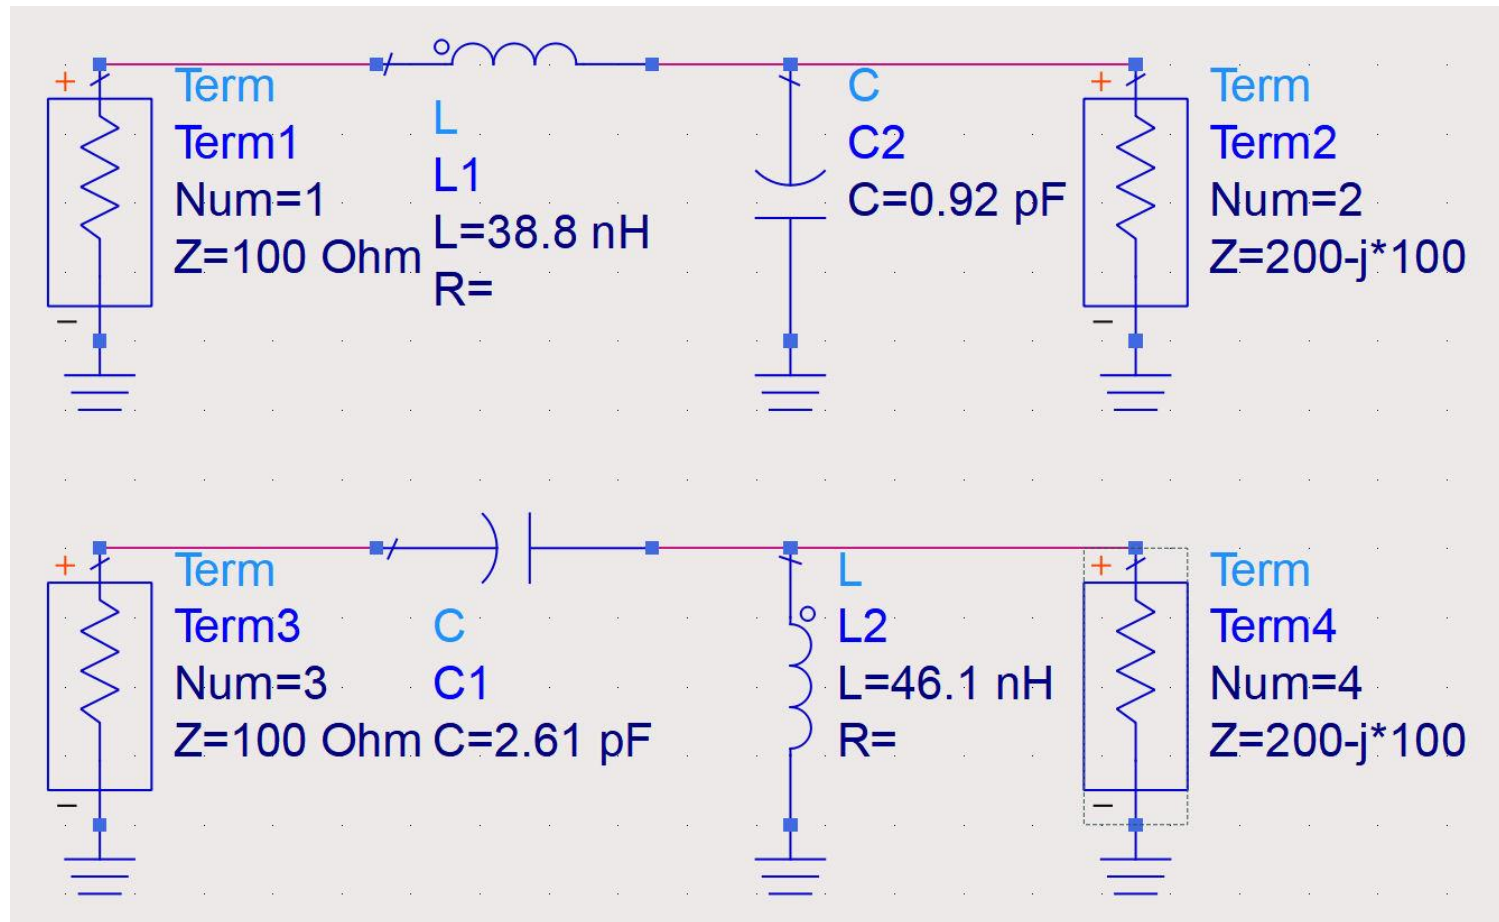 +
Term
Term1
Num=1
Z=100 Ohm
–
L
L1
L=38.8 nH
R=
C
C2
C=0.92 pF
+
Term
Term2
Num=2
Z=200-j*100
–
+
Term
Term3
Num=3
Z=100 Ohm
–
C
C1
C=2.61 pF
L
L2
L=46.1 nH
R=
+
Term
Term4
Num=4
Z=200-j*100
–